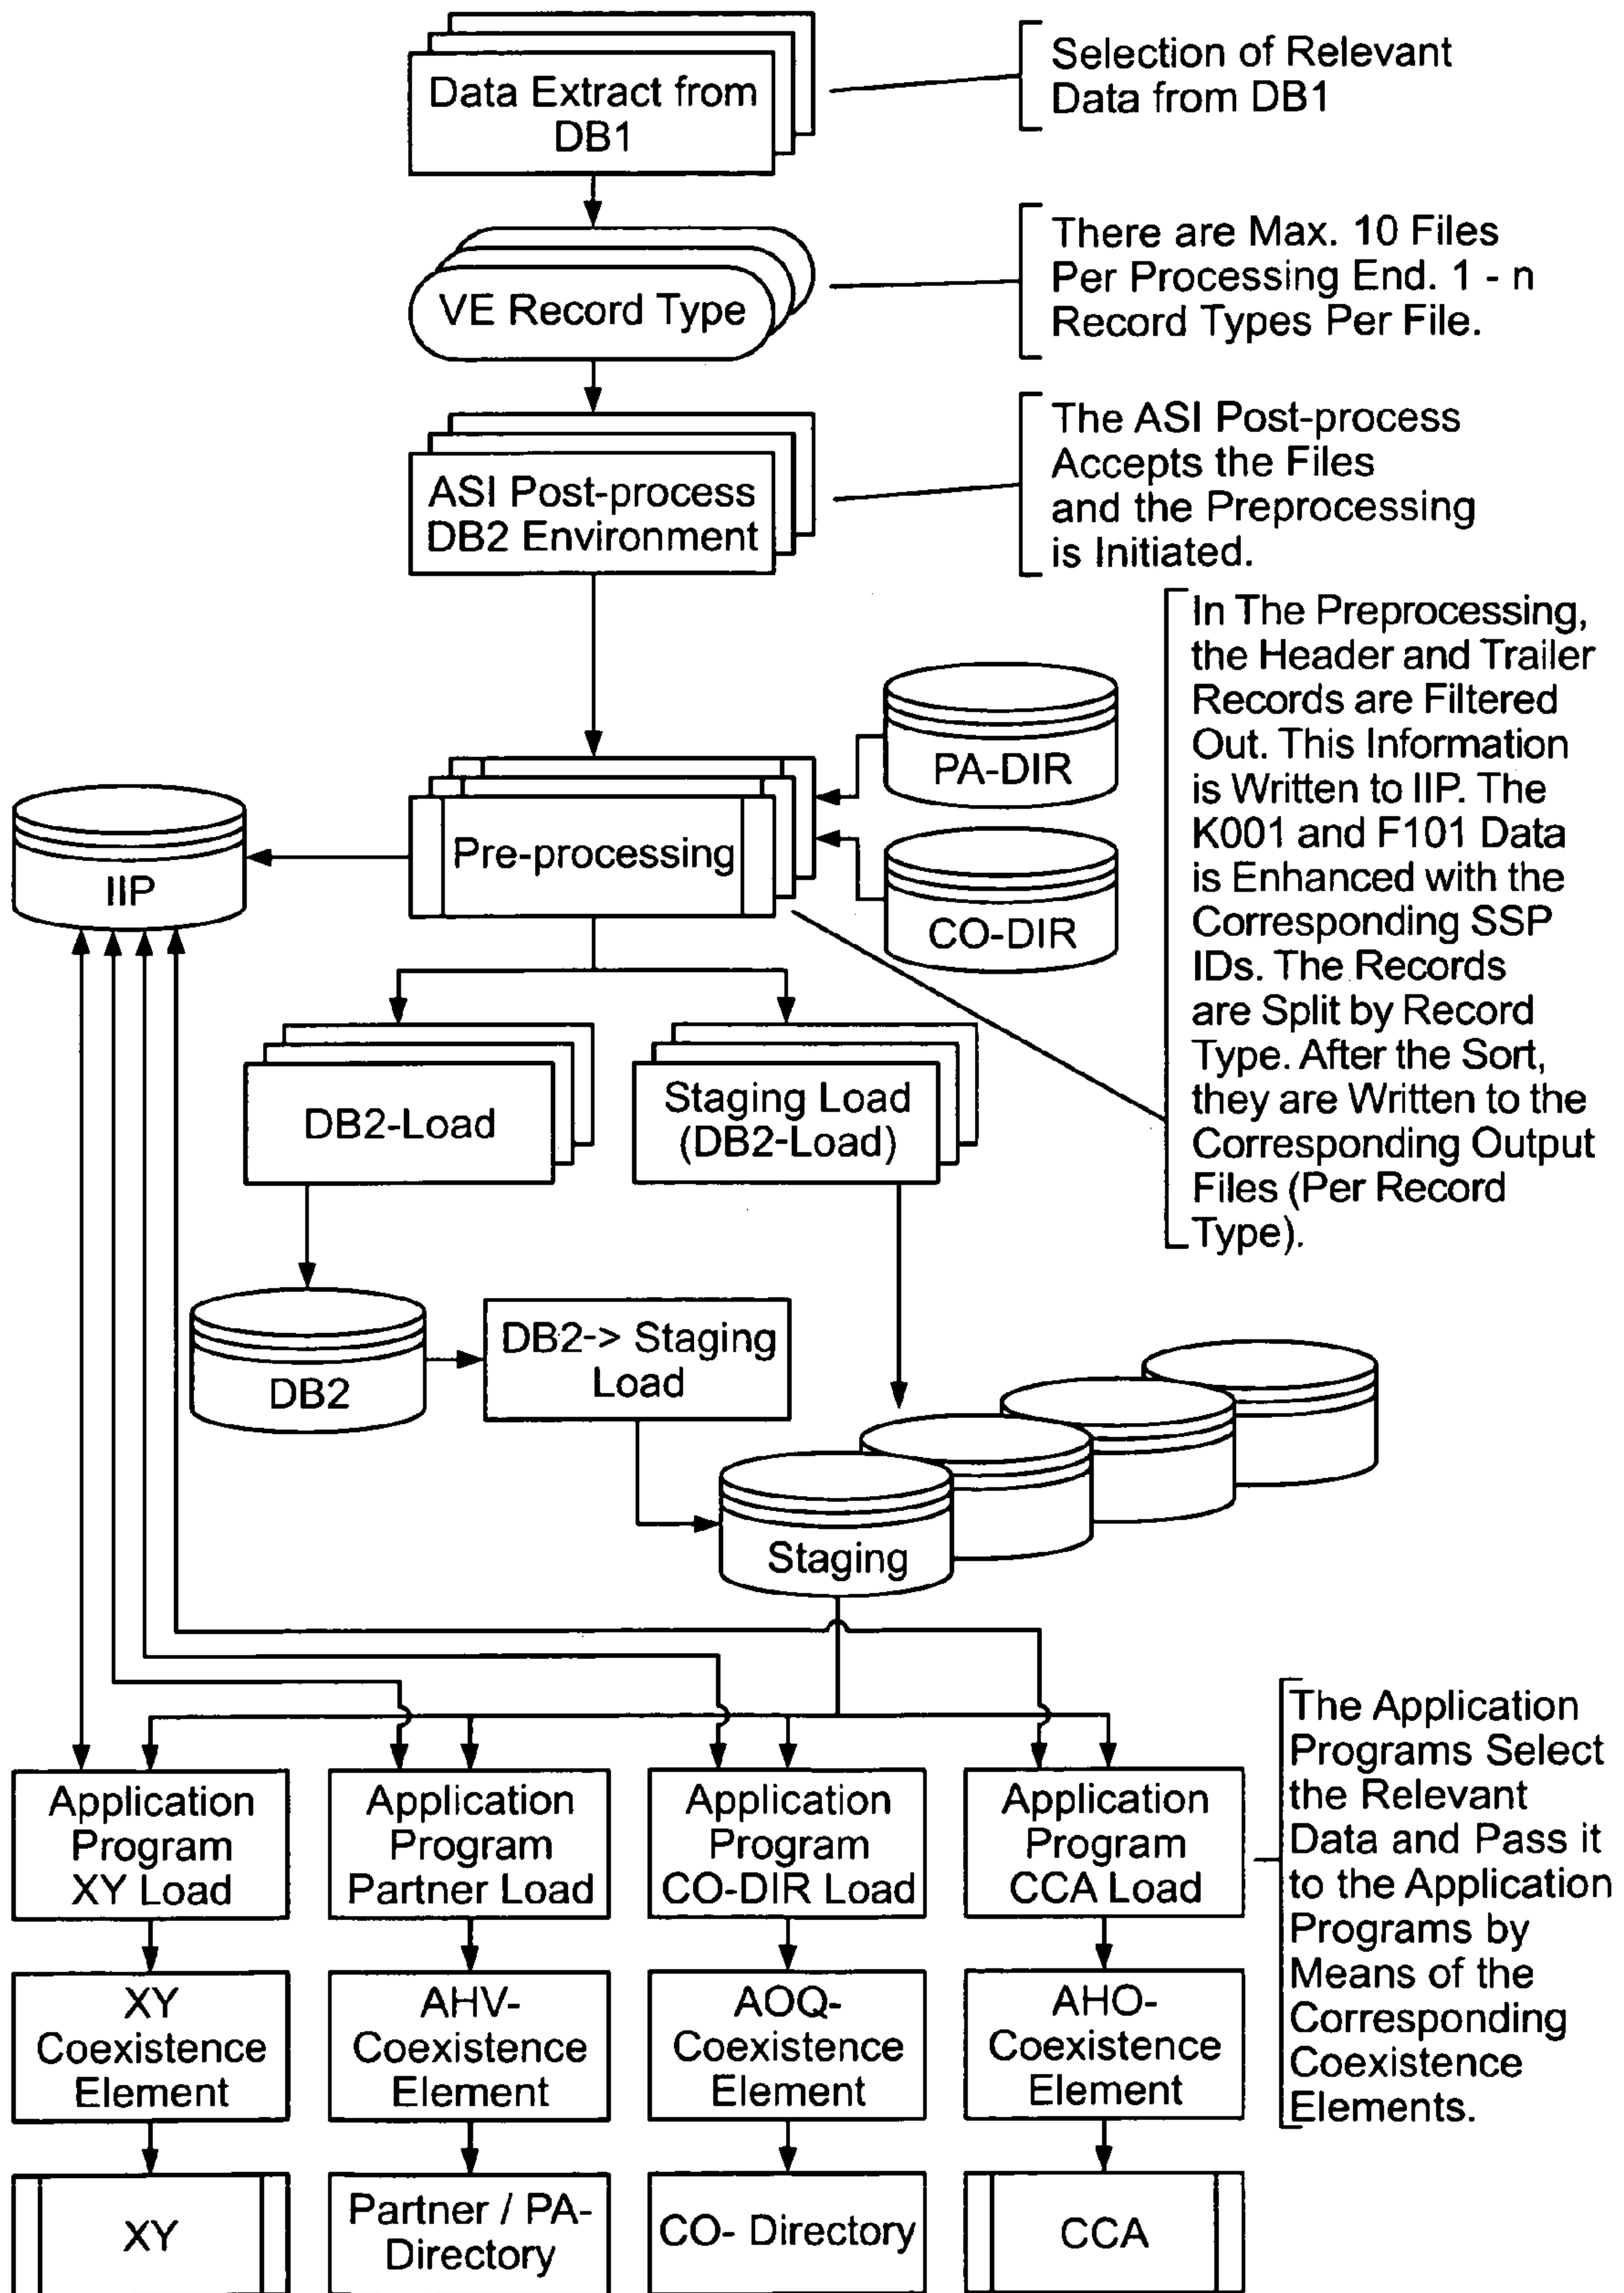 Data Extract from
DB1
Selection of Relevant
Data from DB1
VE Record Type
There are Max. 10 Files
Per Processing End. 1 - n
Record Types Per File.
ASI Post-process
DB2 Environment
The ASI Post-process
Accepts the Files
and the Preprocessing
is Initiated.
In The Preprocessing,
the Header and Trailer
Records are Filtered
Out. This Information
is Written to IIP. The
K001 and F101 Data
is Enhanced with the
Corresponding SSP
IDs. The Records
are Split by Record
Type. After the Sort,
they are Written to the
Corresponding Output
Files (Per Record
Type).
PA-DIR
IIP
Pre-processing
CO-DIR
DB2-Load
Staging Load
(DB2-Load)
DB2
DB2-> Staging
Load
Staging
Application
Program
XY Load
Application
Program
Partner Load
Application
Program
CO-DIR Load
Application
Program
CCA Load
The Application
Programs Select
the Relevant
Data and Pass it
to the Application
Programs by
Means of the
Corresponding
Coexistence
Elements.
XY
Coexistence
Element
AHV-
Coexistence
Element
AOQ-
Coexistence
Element
AHO-
Coexistence
Element
XY
Partner / PA-
Directory
CO- Directory
CCA